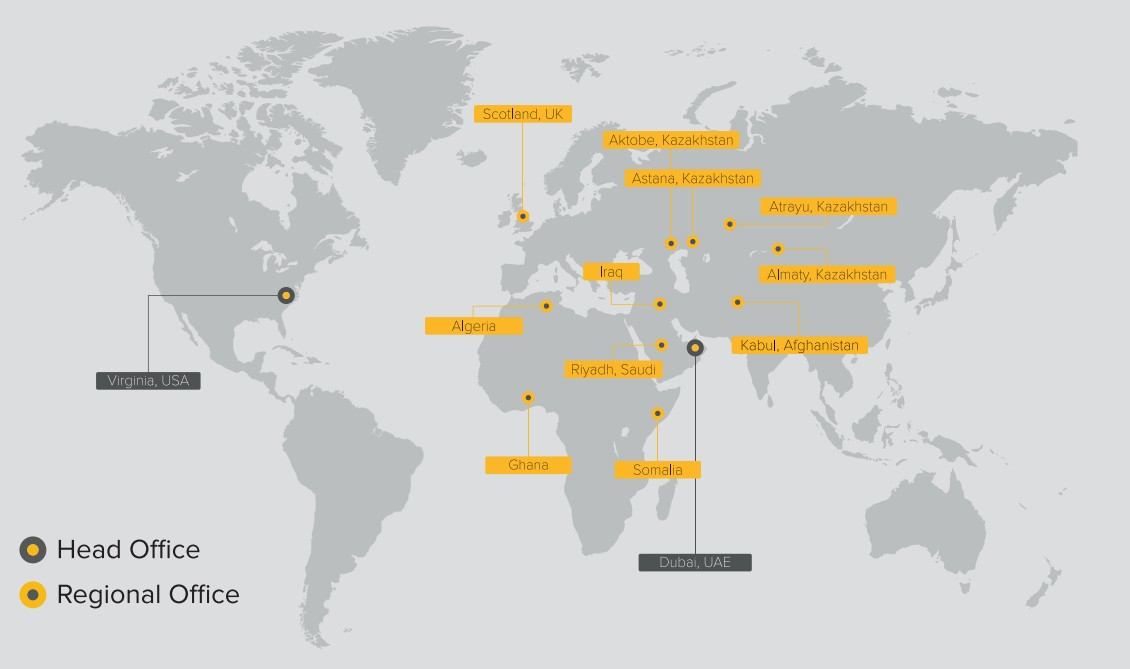 Scotland, UK
Aktobe, Kazakhstan
Astana, Kazakhstan
Atrayu, Kazakhstan
Iraq
Almaty, Kazakhstan
Algeria
Kabul, Afghanistan
Riyadh, Saudi
Virginia, USA
Ghana
Somalia
Head Office
Dubai, UAE
Regional Office